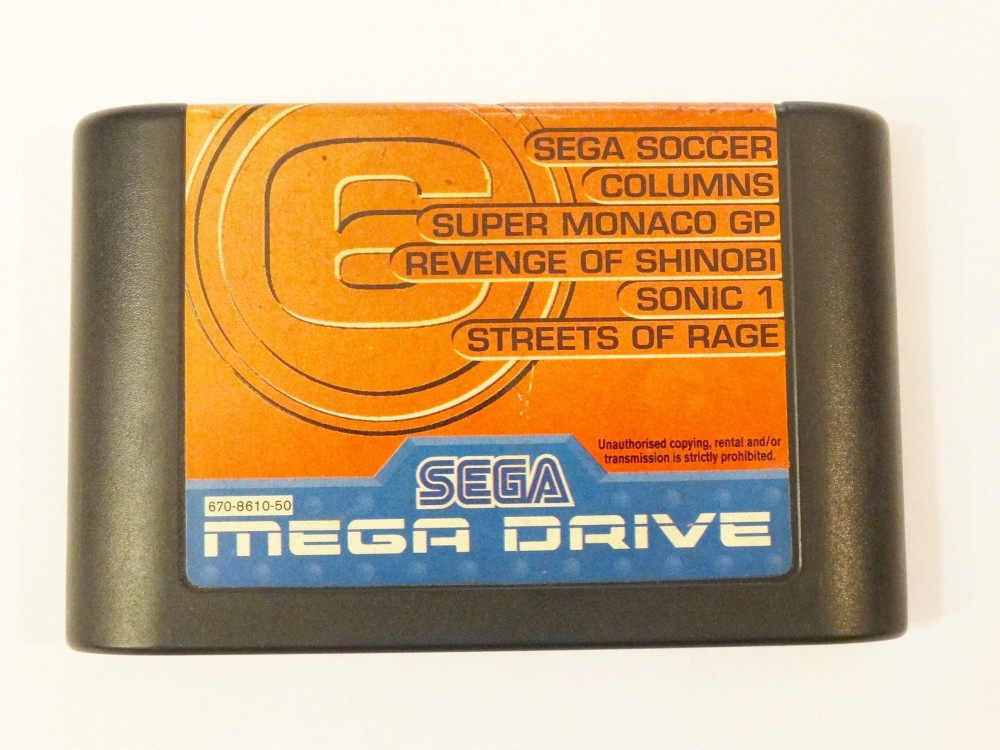 6
SEGA SOCCER
COLUMNS
SUPER MONACO GP
REVENGE OF SHINOBI
SONIC 1
STREETS OF RAGE
Unauthorised copying, rental and/or
transmission is strictly prohibited.
SEGA
670-8610-50
MEGA DRIVE